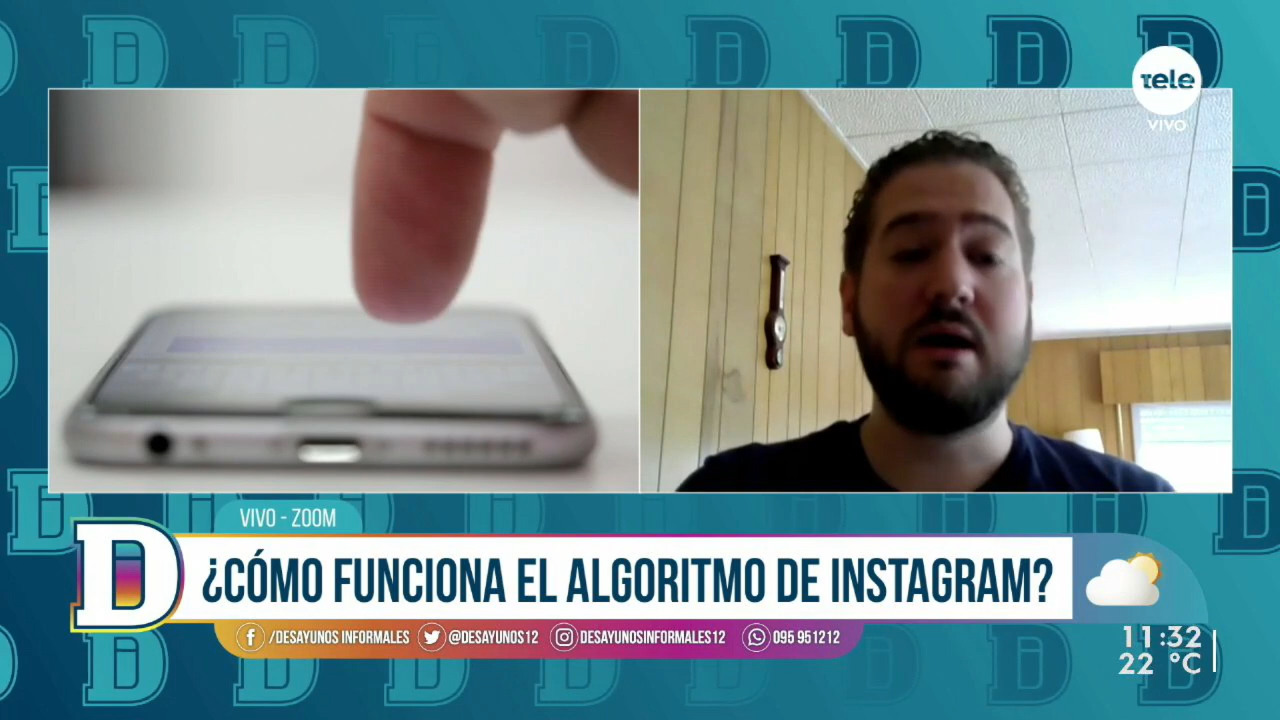 tele
VIVO
VIVO - ZOOM
D
¿CÓMO FUNCIONA EL ALGORITMO DE INSTAGRAM?
/DESAYUNOS INFORMALES @DESAYUNOS12 DESAYUNOSINFORMALES12 095 951212
11:32
22 °C